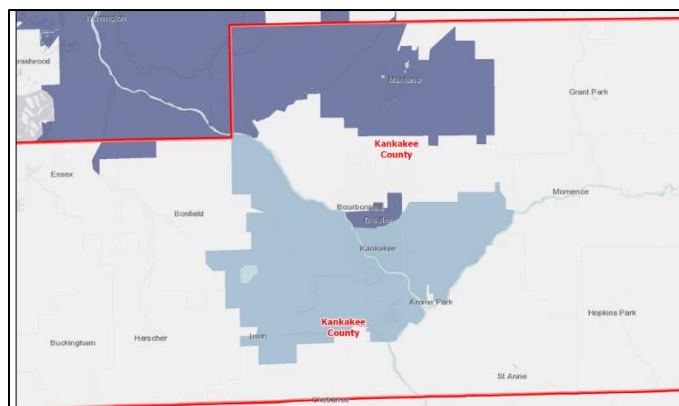 Wilmington
Braidwood
Manteno
Grant Park
Kankakee
County
Essex
Momence
Bonfield
Bourbonnais
Bradley
Kankakee
Aroma Park
Hopkins Park
Kankakee
County
Irwin
Herscher
Buckingham
St Anne
Chebanse